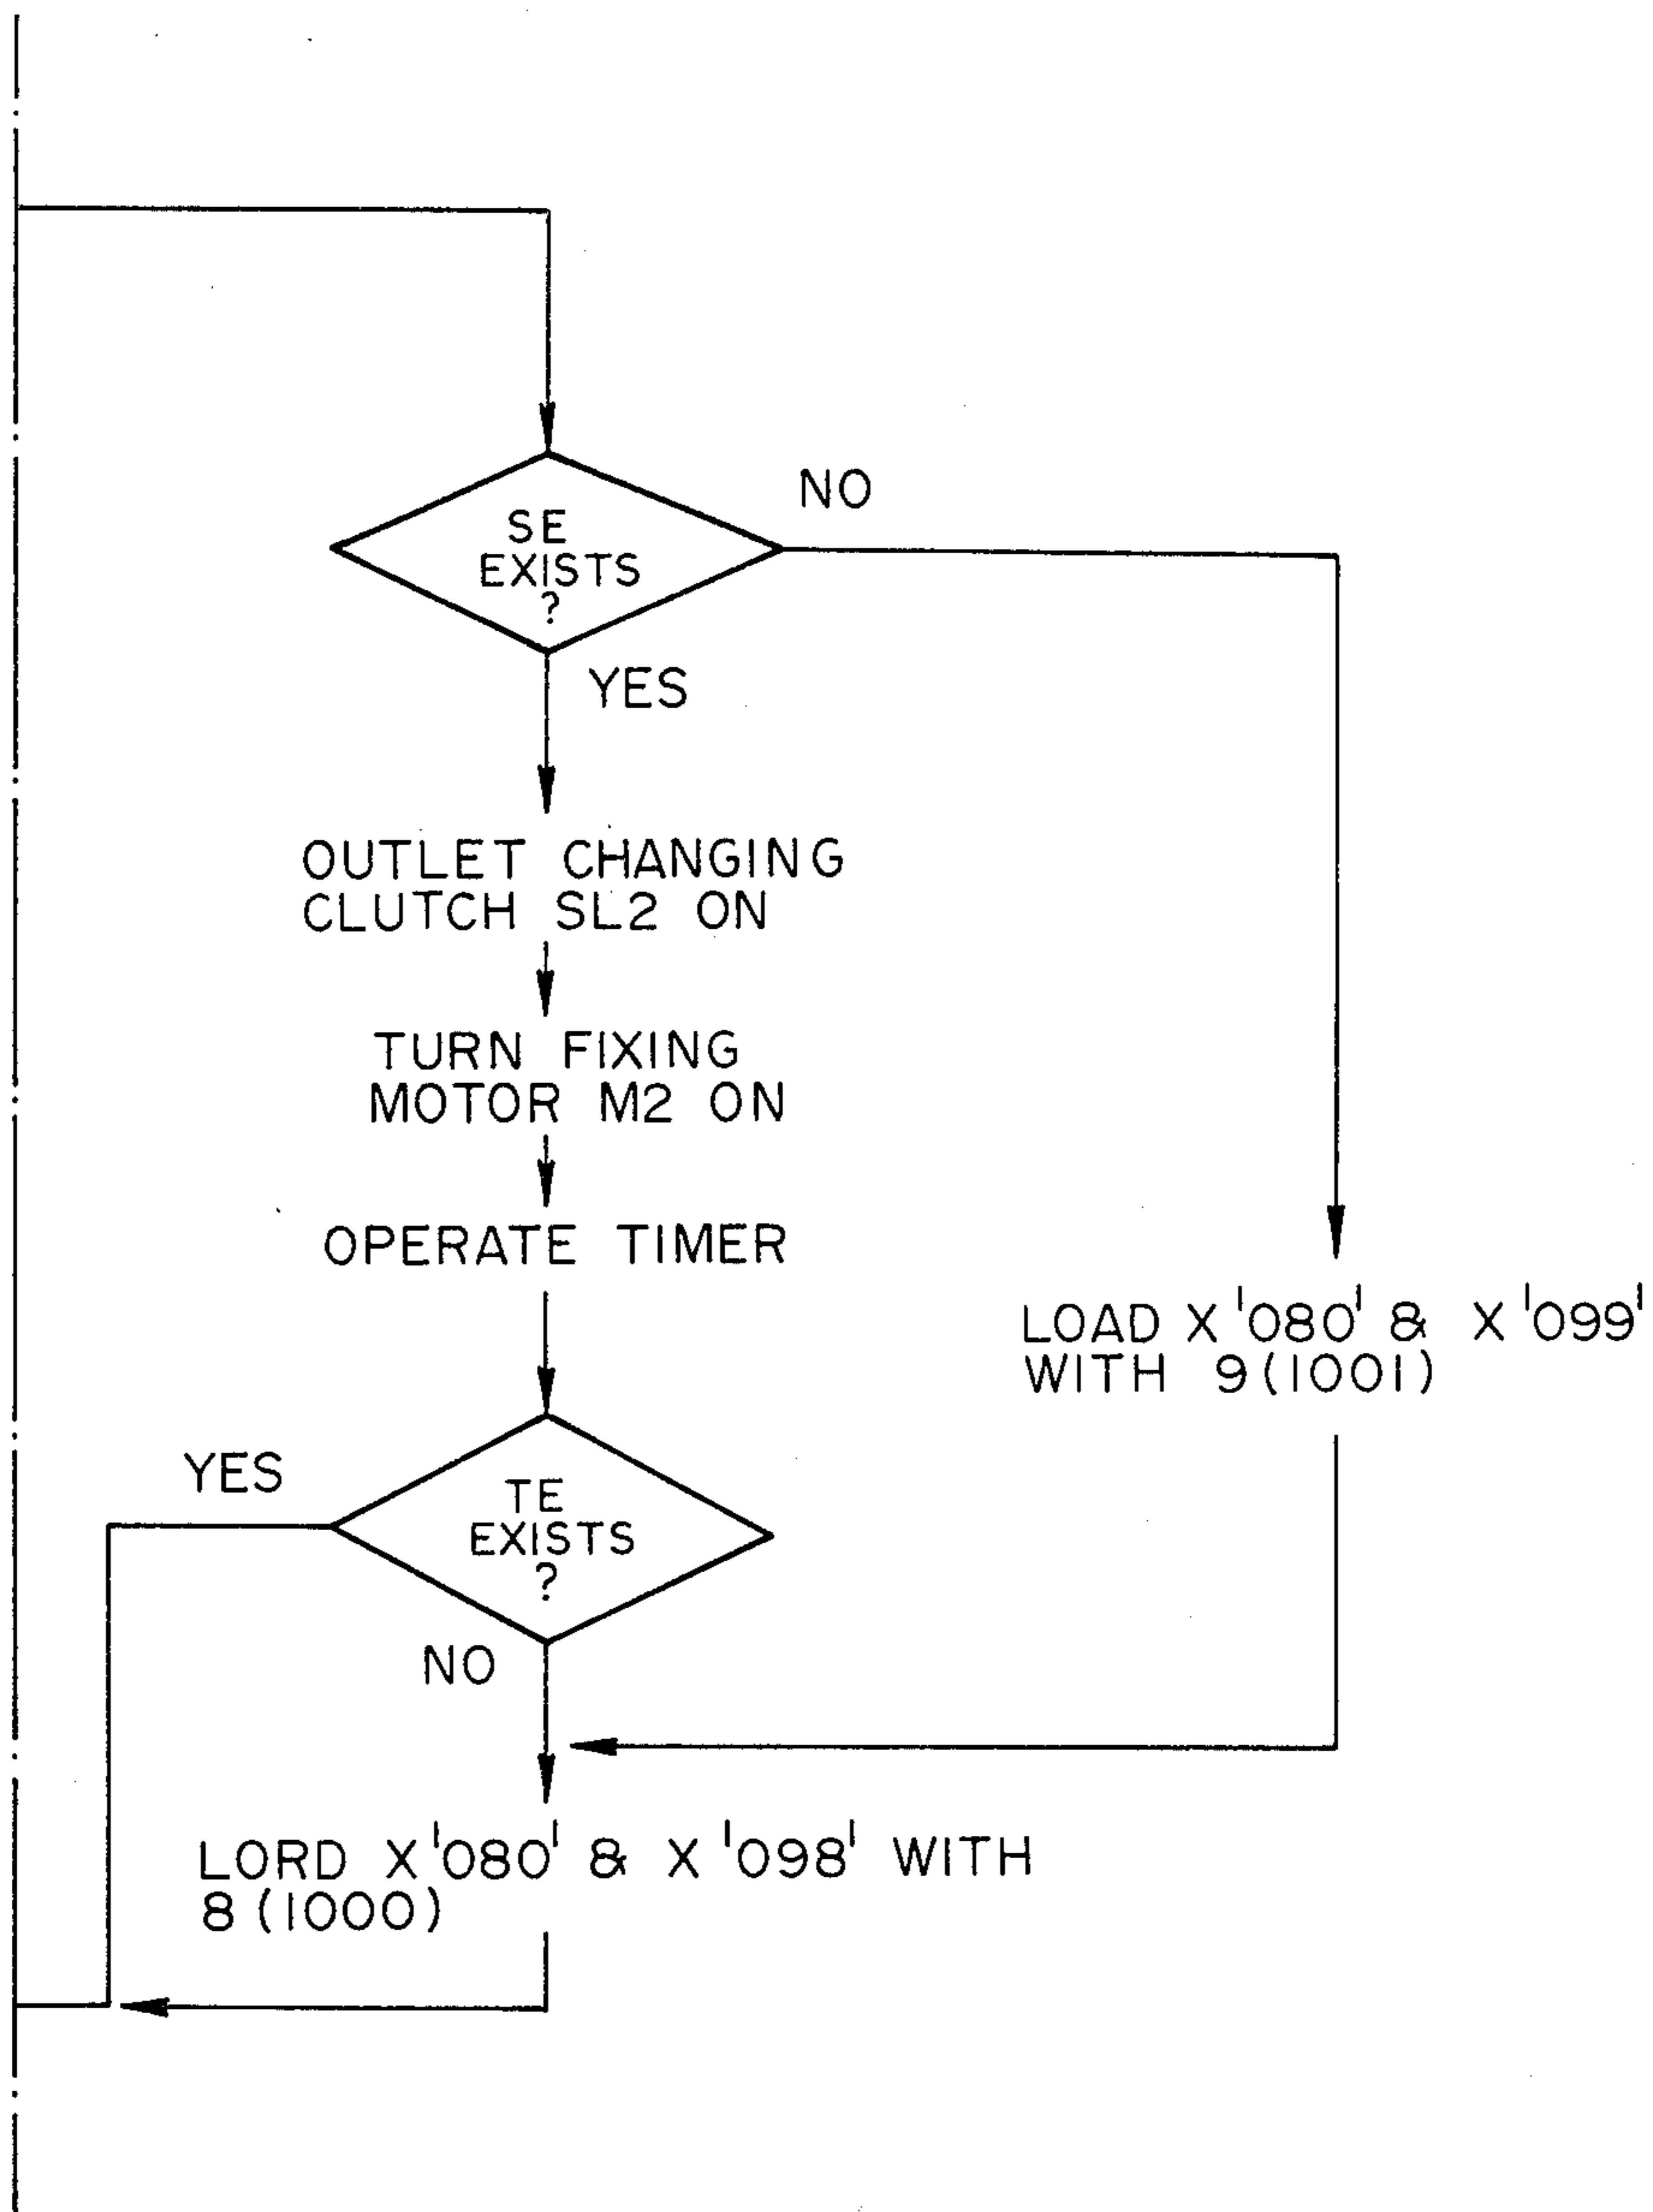 SE
EXISTS
?
NO
YES
OUTLET CHANGING
CLUTCH SL2 ON
TURN FIXING
MOTOR M2 ON
OPERATE TIMER
LOAD X'080' & X'099'
WITH 9(1001)
YES
TE
EXISTS
?
NO
LORD X'080' & X'098' WITH
8(1000)